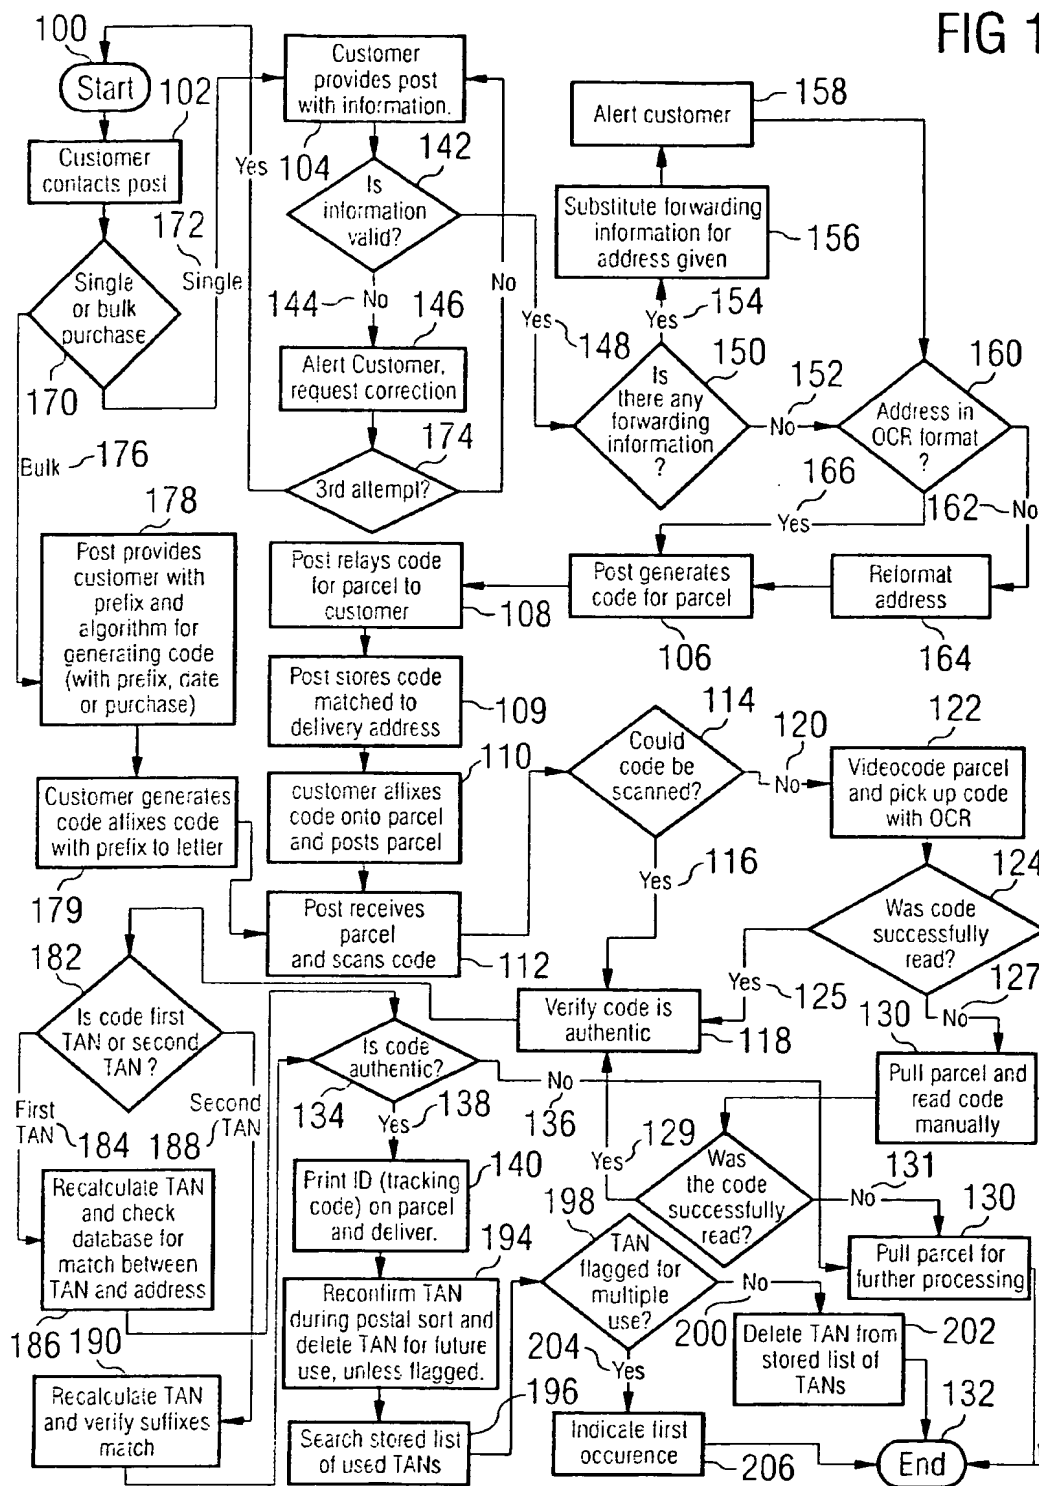 FIG 1
100
Start
102
Customer
contacts post
172
Single
Single
or bulk
purchase
170
Bulk
176
178
Post provides
customer with
prefix and
algorithm for
generating code
(with prefix, date
or purchase)
Customer generates
code affixes code
with prefix to letter
179
Customer
provides post
with information.
104
Yes
142
Is
information
valid?
144
No
146
Alert Customer,
request correction
174
3rd attempt?
No
Yes
148
158
Alert customer
Substitute forwarding
information for
address given
156
Yes
154
150
Is
there any
forwarding
information
?
152
No
160
Address in
OCR format
?
166
Yes
162
No
Reformat
address
164
Post generates
code for parcel
106
Post relays code
for parcel to
customer
108
Post stores code
matched to
delivery address
109
110
customer affixes
code onto parcel
and posts parcel
Post receives
parcel
and scans code
112
114
Could
code be
scanned?
120
No
122
Videocode parcel
and pick up code
with OCR
Yes
116
124
Was code
successfully
read?
Yes
125
127
No
Verify code is
authentic
118
130
Pull parcel and
read code
manually
182
Is code first
TAN or second
TAN ?
First
TAN
184
Second
TAN
188
Recalculate TAN
and check
database for
match between
TAN and address
186
190
Recalculate TAN
and verify suffixes
match
Is code
authentic?
134
138
Yes
No
136
140
Print ID (tracking
code) on parcel
and deliver.
194
Reconfirm TAN
during postal sort and
delete TAN for future
use, unless flagged.
196
Search stored list
of used TANs
129
Yes
Was
the code
successfully
read?
131
No
130
Pull parcel for
further processing
198
TAN
flagged for
multiple
use?
No
200
204
Yes
Delete TAN from
stored list of
TANs
202
Indicate first
occurence
206
132
End